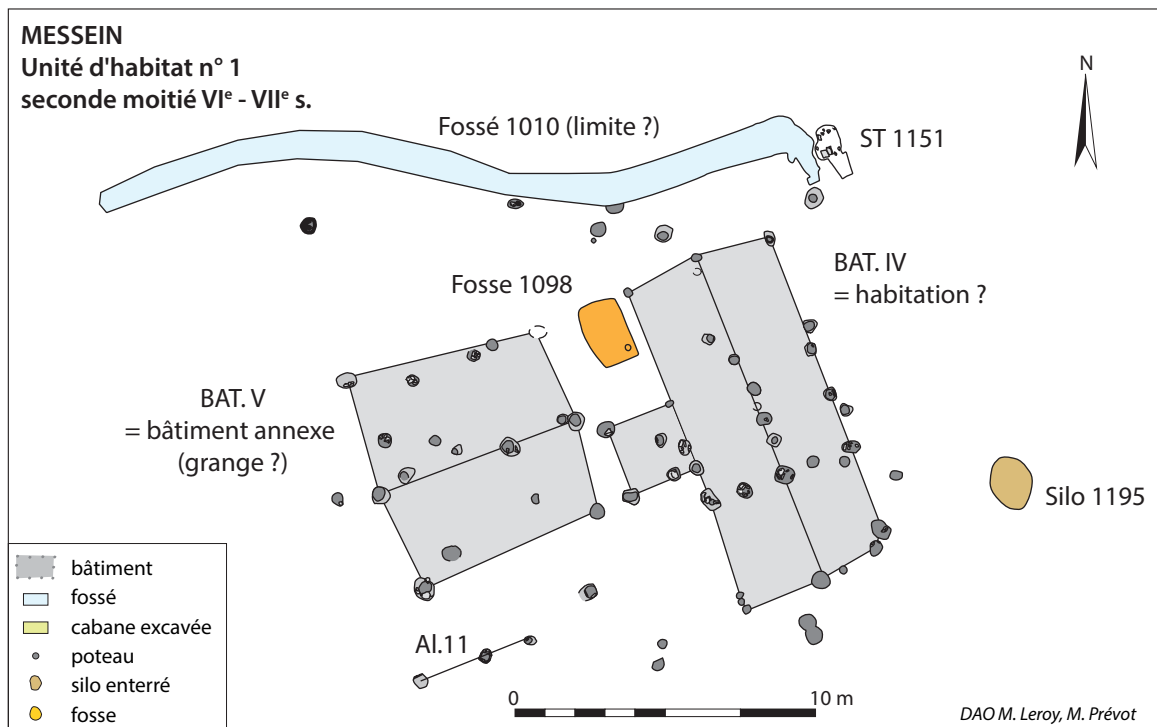 MESSEIN
Unité d'habitat n° 1
seconde moitié VIe - VIIe s.
N
Fossé 1010 (limite ?)
ST 1151
BAT. IV
= habitation ?
Fosse 1098
BAT. V
= bâtiment annexe
(grange ?)
Silo 1195
Al.11
bâtiment
fossé
cabane excavée
poteau
silo enterré
fosse
0 10 m
DAO M. Leroy, M. Prévot